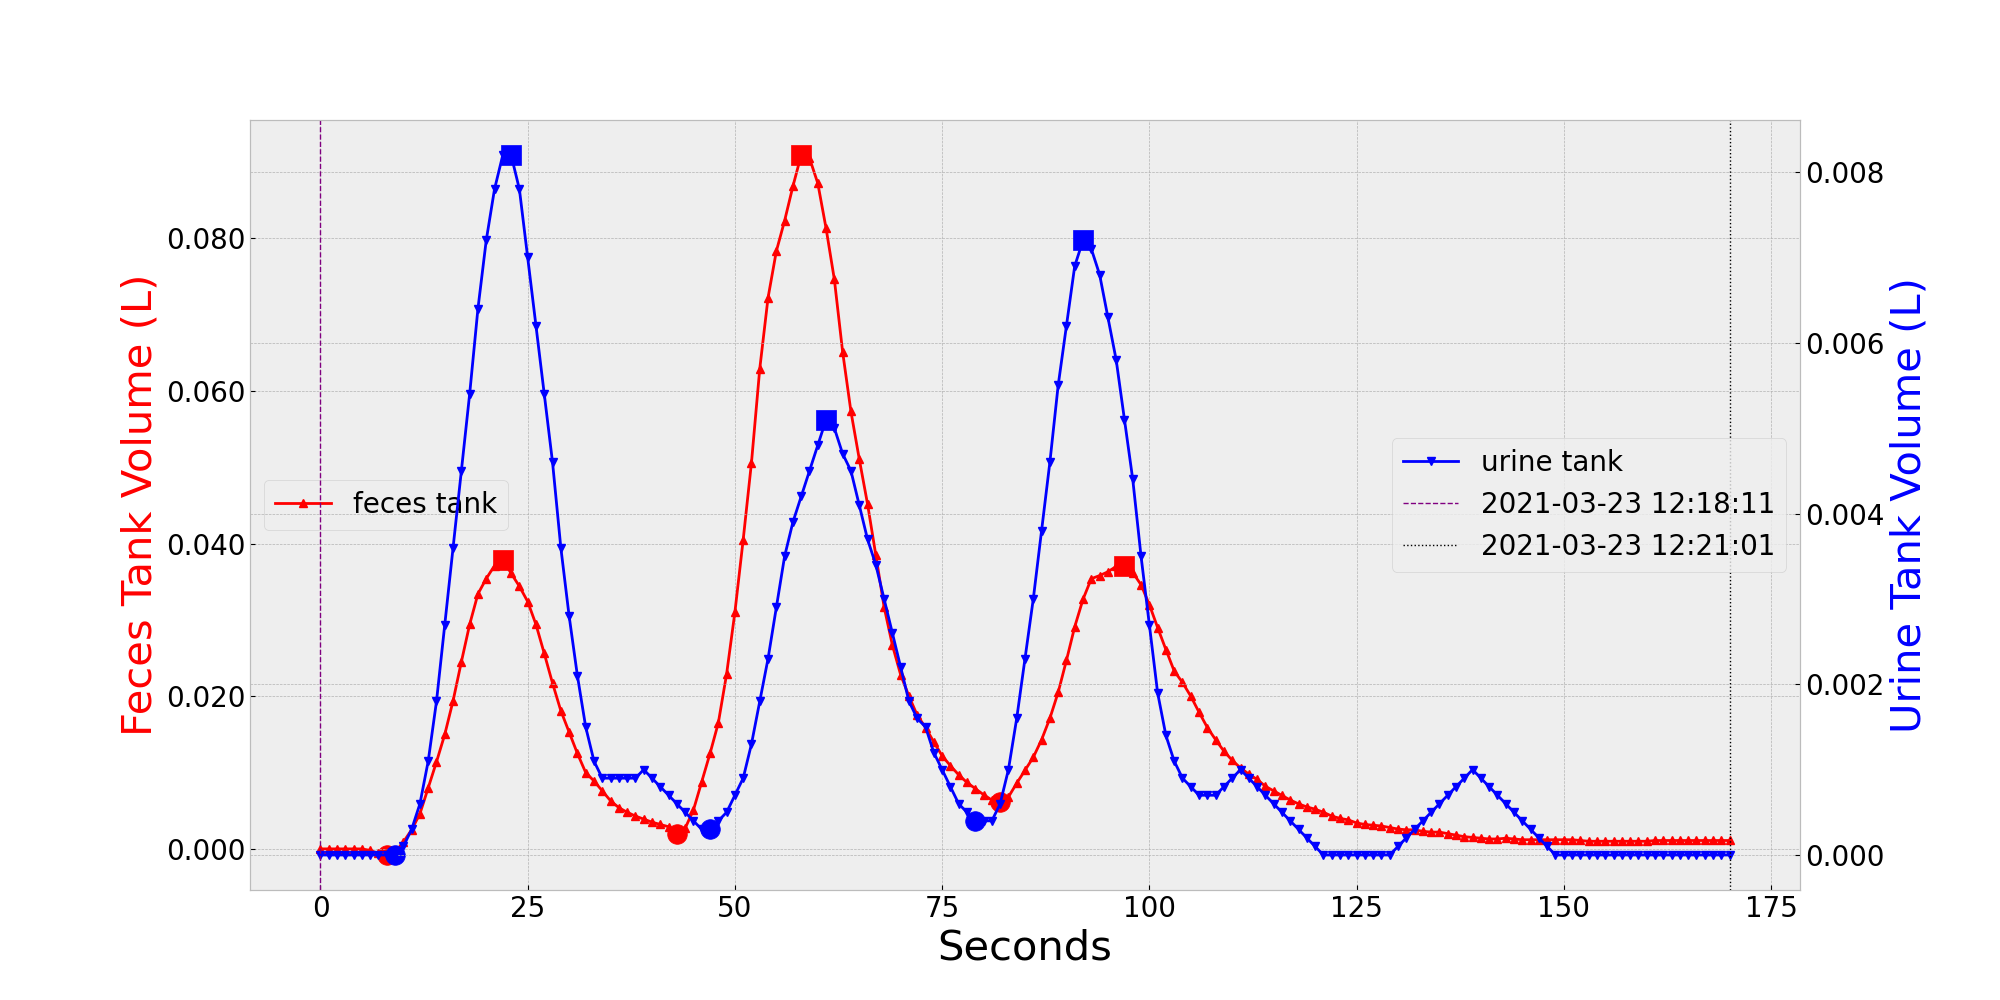 Feces Tank Volume (L)
0.080
0.060
0.040
0.020
0.000
feces tank
urine tank
2021-03-23 12:18:11
2021-03-23 12:21:01
0.008
0.006
0.004
0.002
0.000
Urine Tank Volume (L)
0 25 50 75 100 125 150 175
Seconds